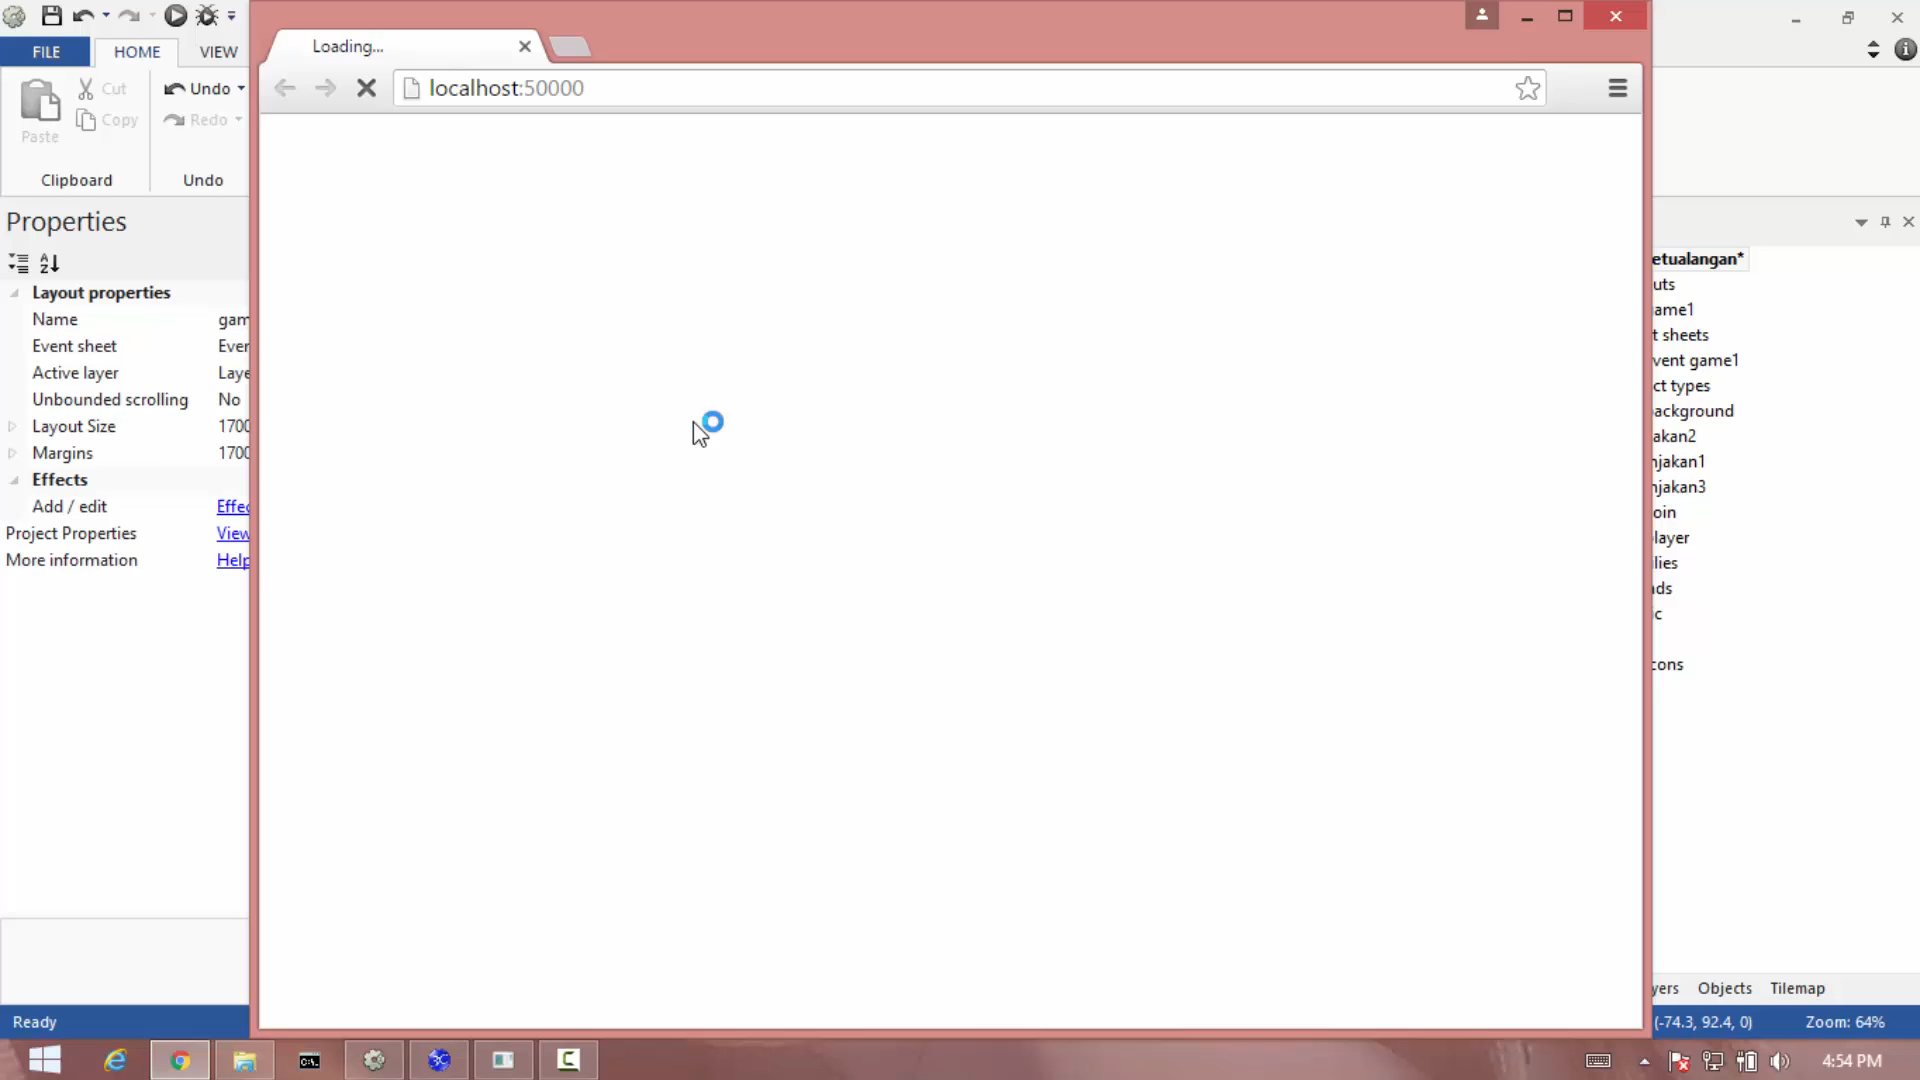 FILE
HOME
VIEW
Paste
Cut
Copy
Clipboard
Undo
Redo
Undo
Loading...
localhost:50000
Properties
Layout properties
Name gam
Event sheet Ever
Active layer Laye
Unbounded scrolling No
Layout Size 1700
Margins 1700
Effects
Add / edit Effec
Project Properties View
More information Help
etualangan*
uts
ame1
t sheets
vent game1
ct types
ackground
akan2
njakan1
njakan3
oin
layer
lies
nds
ic
cons
yers Objects Tilemap
Ready
(-74.3, 92.4, 0) Zoom: 64%
4:54 PM